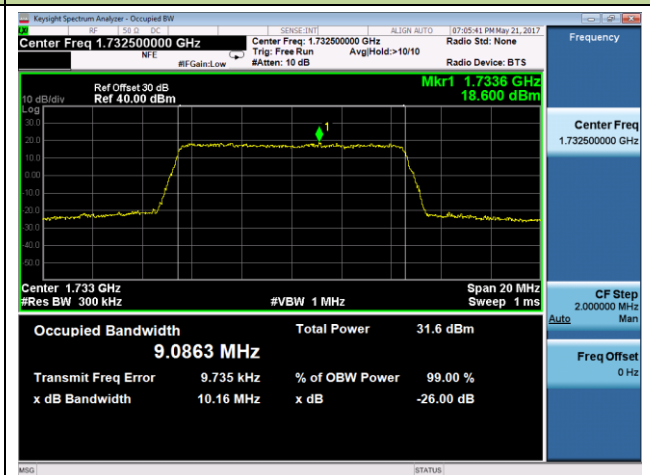 Keysight Spectrum Analyzer - Occupied BW
RF 50 Ω DC SENSE:INT ALIGN AUTO 07:05:41 PM May 21, 2017
Center Freq 1.732500000 GHz Center Freq: 1.732500000 GHz Radio Std: None
NFE Trig: Free Run Avg|Hold:>10/10
#IFGain:Low #Atten: 10 dB Radio Device: BTS
Frequency
Ref Offset 30 dB Mkr1 1.7336 GHz
10 dB/div Ref 40.00 dBm 18.600 dBm
Log
30.0
20.0
10.0
0.00
-10.0
-20.0
-30.0
-40.0
-50.0
1
Center 1.733 GHz Span 20 MHz
#Res BW 300 kHz #VBW 1 MHz Sweep 1 ms
Occupied Bandwidth Total Power 31.6 dBm
9.0863 MHz
Transmit Freq Error 9.735 kHz % of OBW Power 99.00 %
x dB Bandwidth 10.16 MHz x dB -26.00 dB
Center Freq
1.732500000 GHz
CF Step
2.000000 MHz
Auto Man
Freq Offset
0 Hz
MSG STATUS